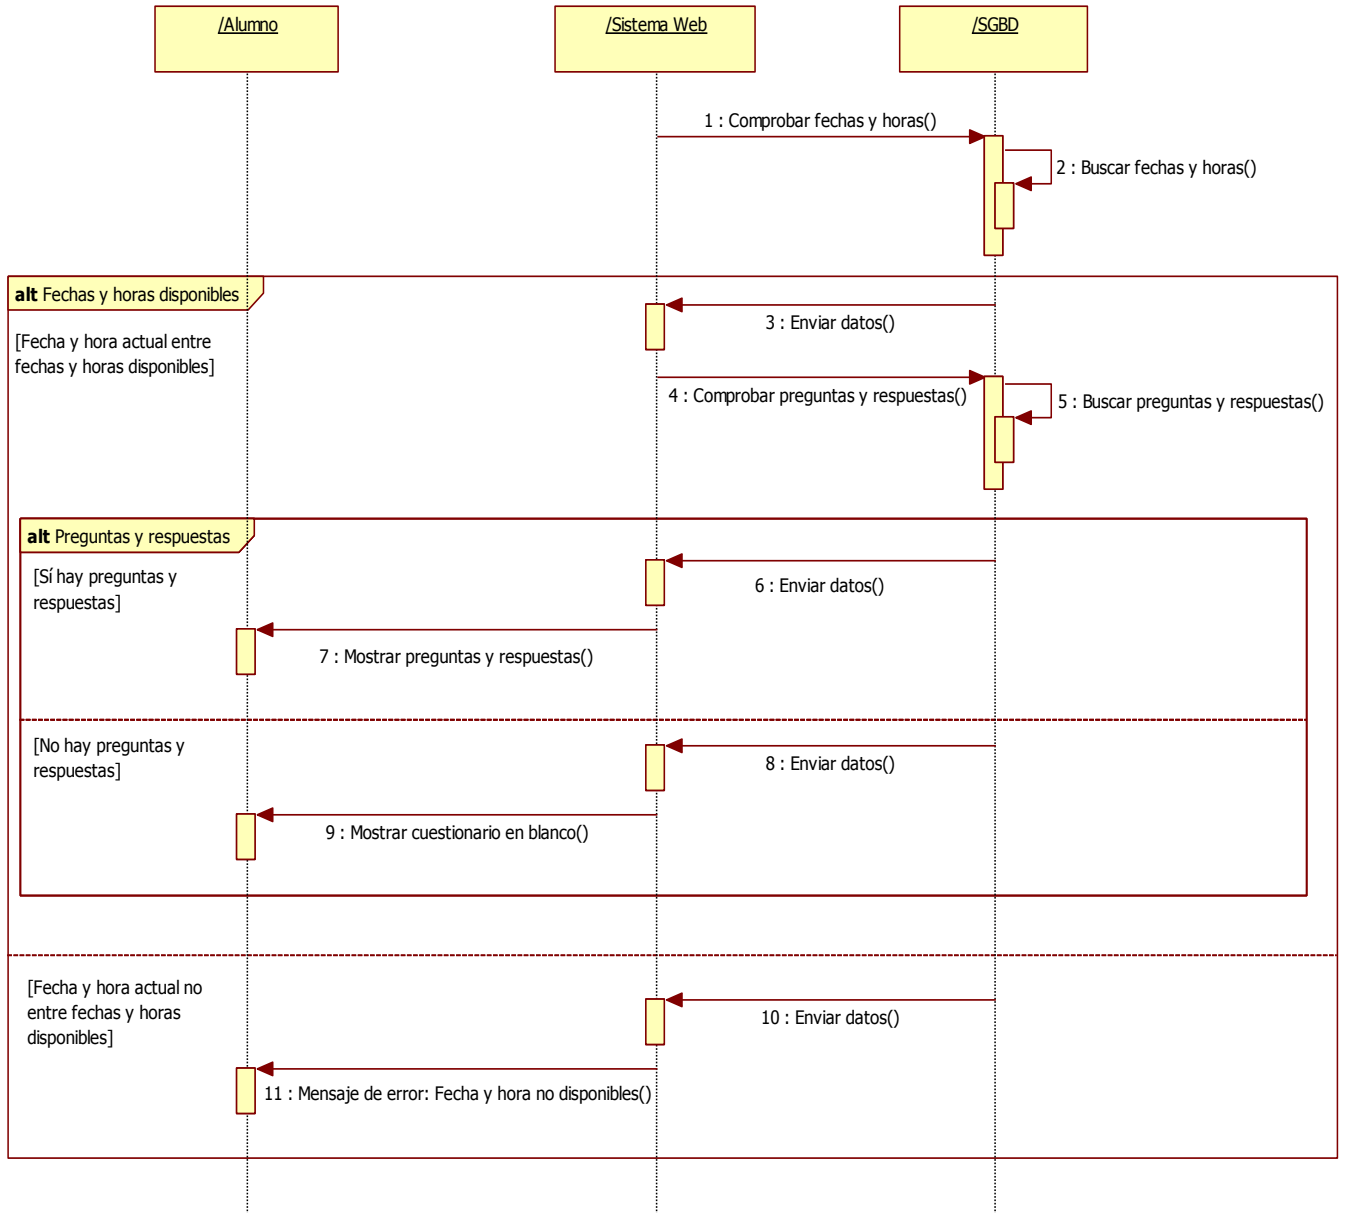 /Alumno
/Sistema Web
/SGBD
1 : Comprobar fechas y horas()
2 : Buscar fechas y horas()
alt Fechas y horas disponibles
3 : Enviar datos()
[Fecha y hora actual entre
fechas y horas disponibles]
4 : Comprobar preguntas y respuestas()
5 : Buscar preguntas y respuestas()
alt Preguntas y respuestas
[Sí hay preguntas y
respuestas]
6 : Enviar datos()
7 : Mostrar preguntas y respuestas()
[No hay preguntas y
respuestas]
8 : Enviar datos()
9 : Mostrar cuestionario en blanco()
[Fecha y hora actual no
entre fechas y horas
disponibles]
10 : Enviar datos()
11 : Mensaje de error: Fecha y hora no disponibles()